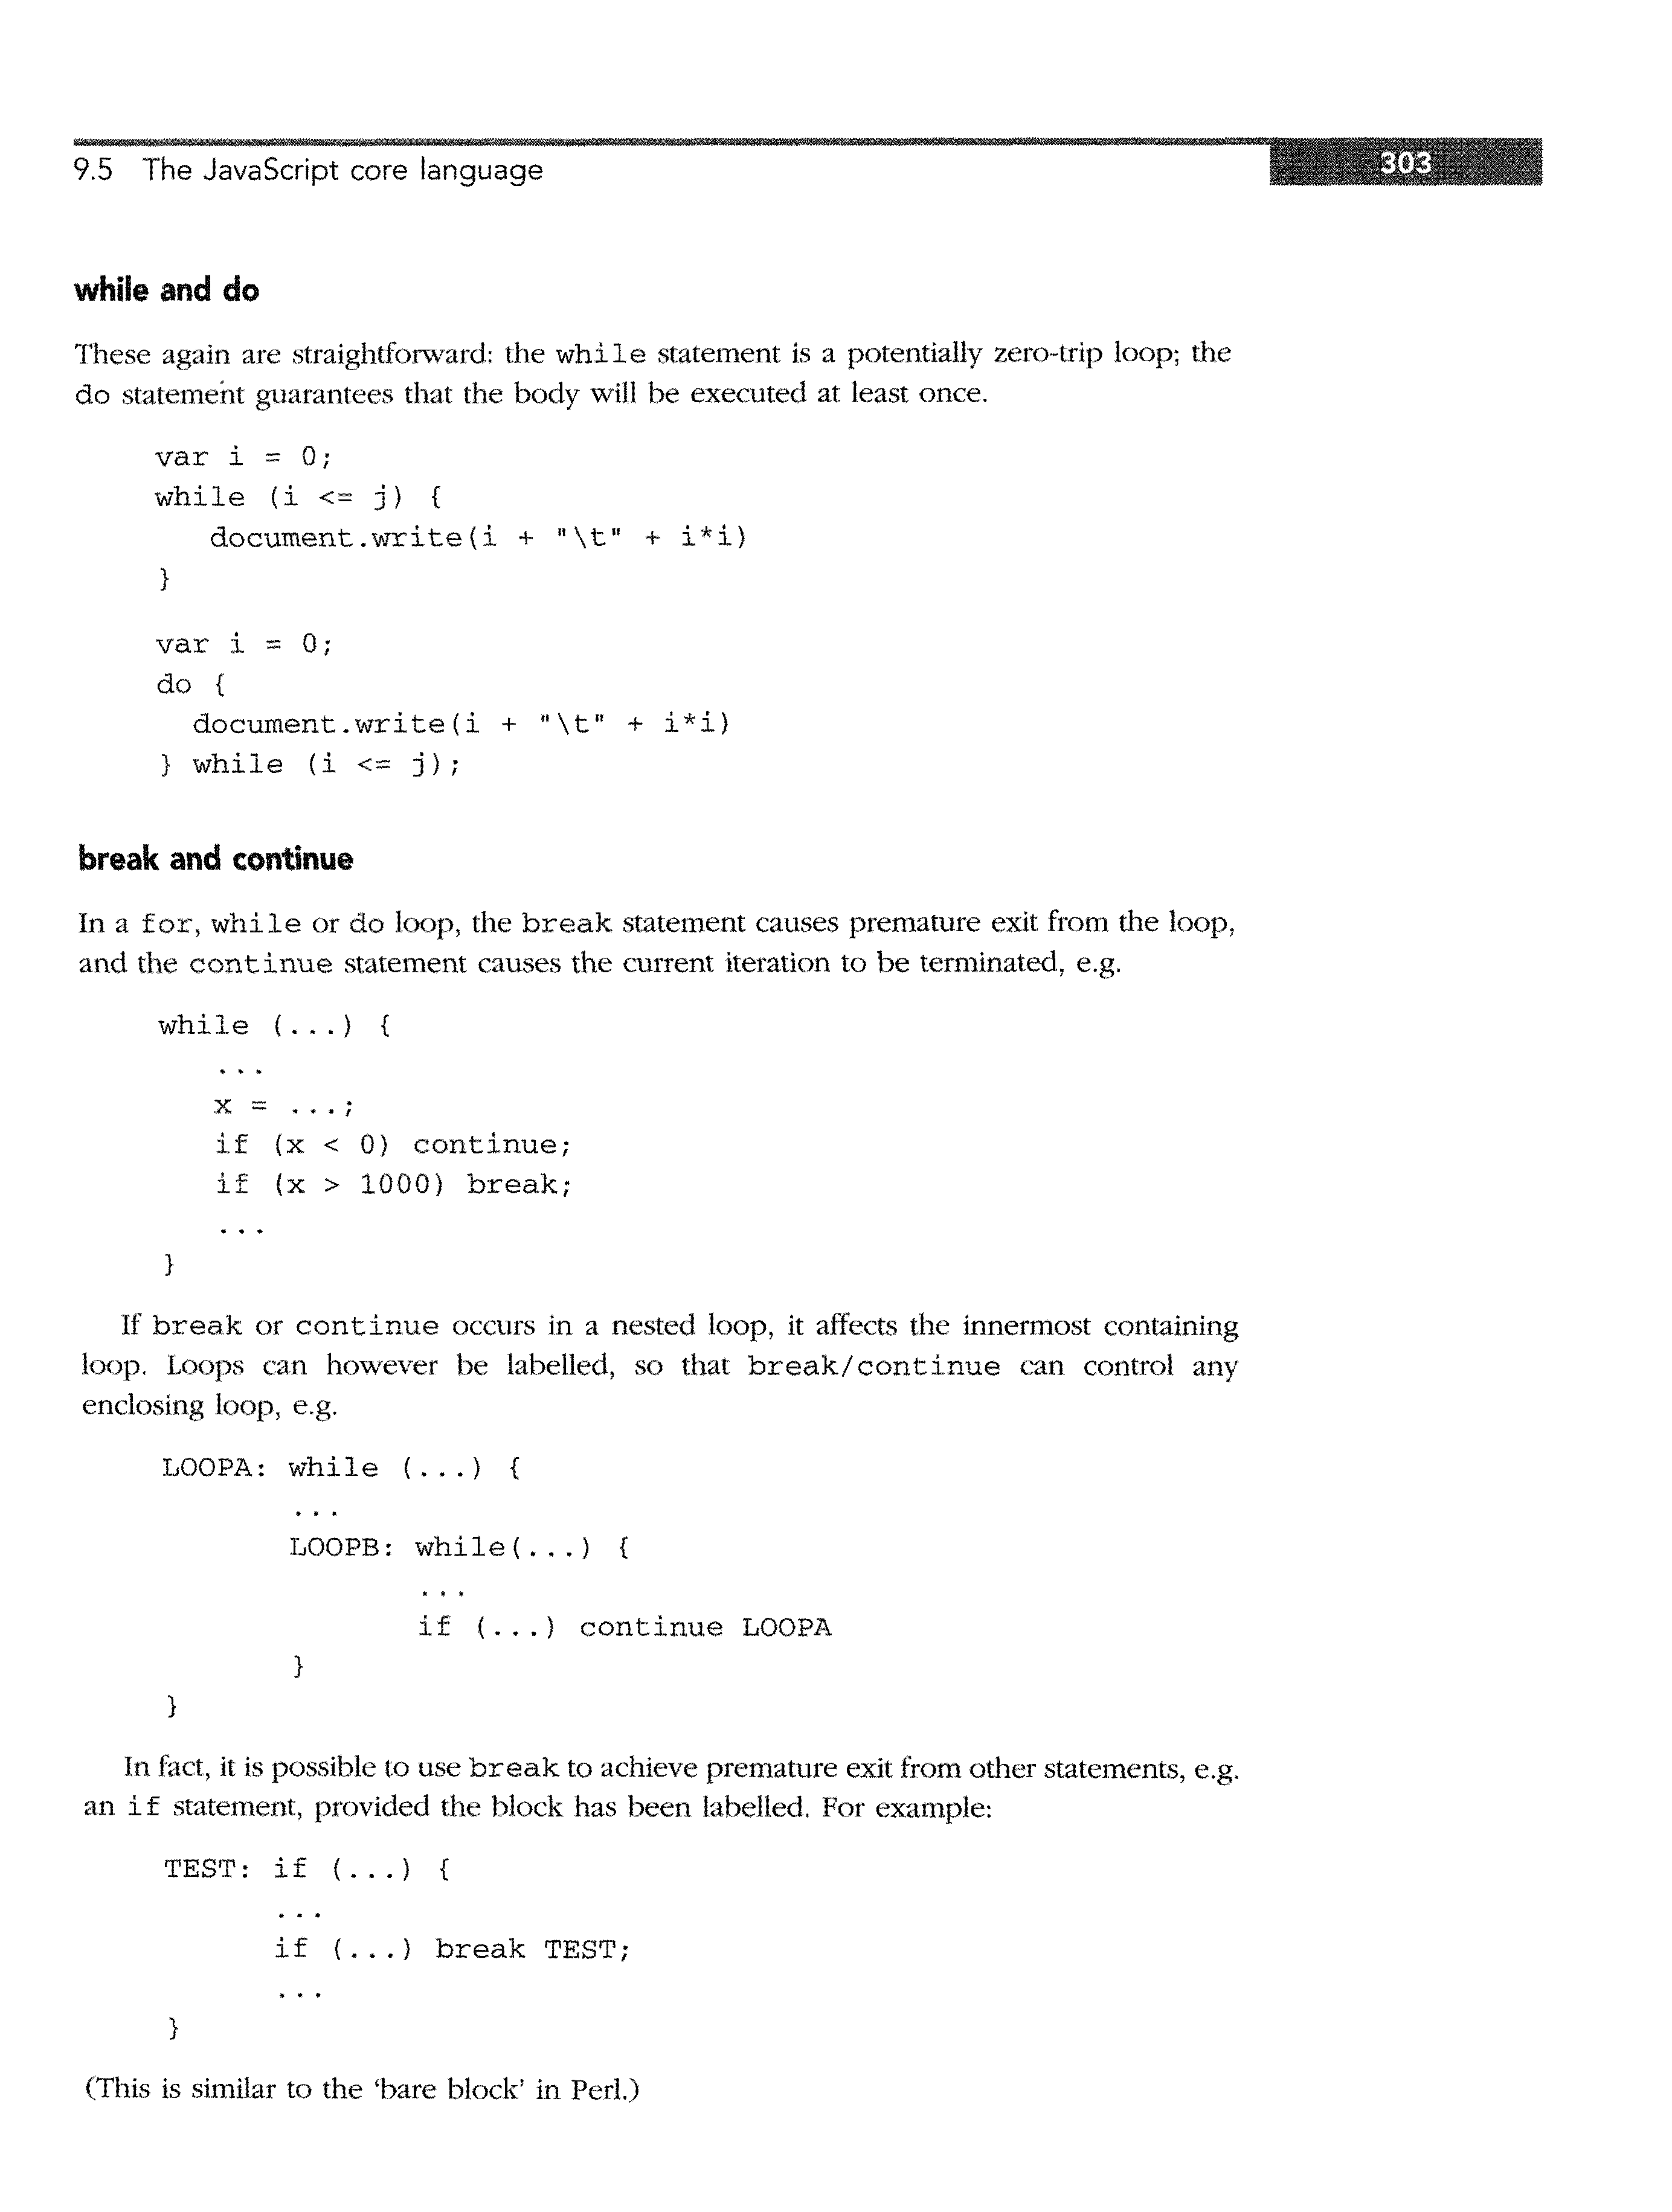 9.5 The JavaScript core language
303
while and do
These again are straightforward: the while statement is a potentially zero-trip loop; the
do statement guarantees that the body will be executed at least once.
var i = 0;
while (i <= j) {
document.write(i + "\t" + i*i)
}
var i = 0;
do {
document.write(i + "\t" + i*i)
} while (i <= j);
break and continue
In a for, while or do loop, the break statement causes premature exit from the loop,
and the continue statement causes the current iteration to be terminated, e.g.
while (...) {
...
x = ...;
if (x < 0) continue;
if (x > 1000) break;
...
}
If break or continue occurs in a nested loop, it affects the innermost containing
loop. Loops can however be labelled, so that break/continue can control any
enclosing loop, e.g.
LOOPA: while (...) {
...
LOOPB: while(...) {
...
if (...) continue LOOPA
}
}
In fact, it is possible to use break to achieve premature exit from other statements, e.g.
an if statement, provided the block has been labelled. For example:
TEST: if (...) {
...
if (...) break TEST;
...
}
(This is similar to the ‘bare block’ in Perl.)